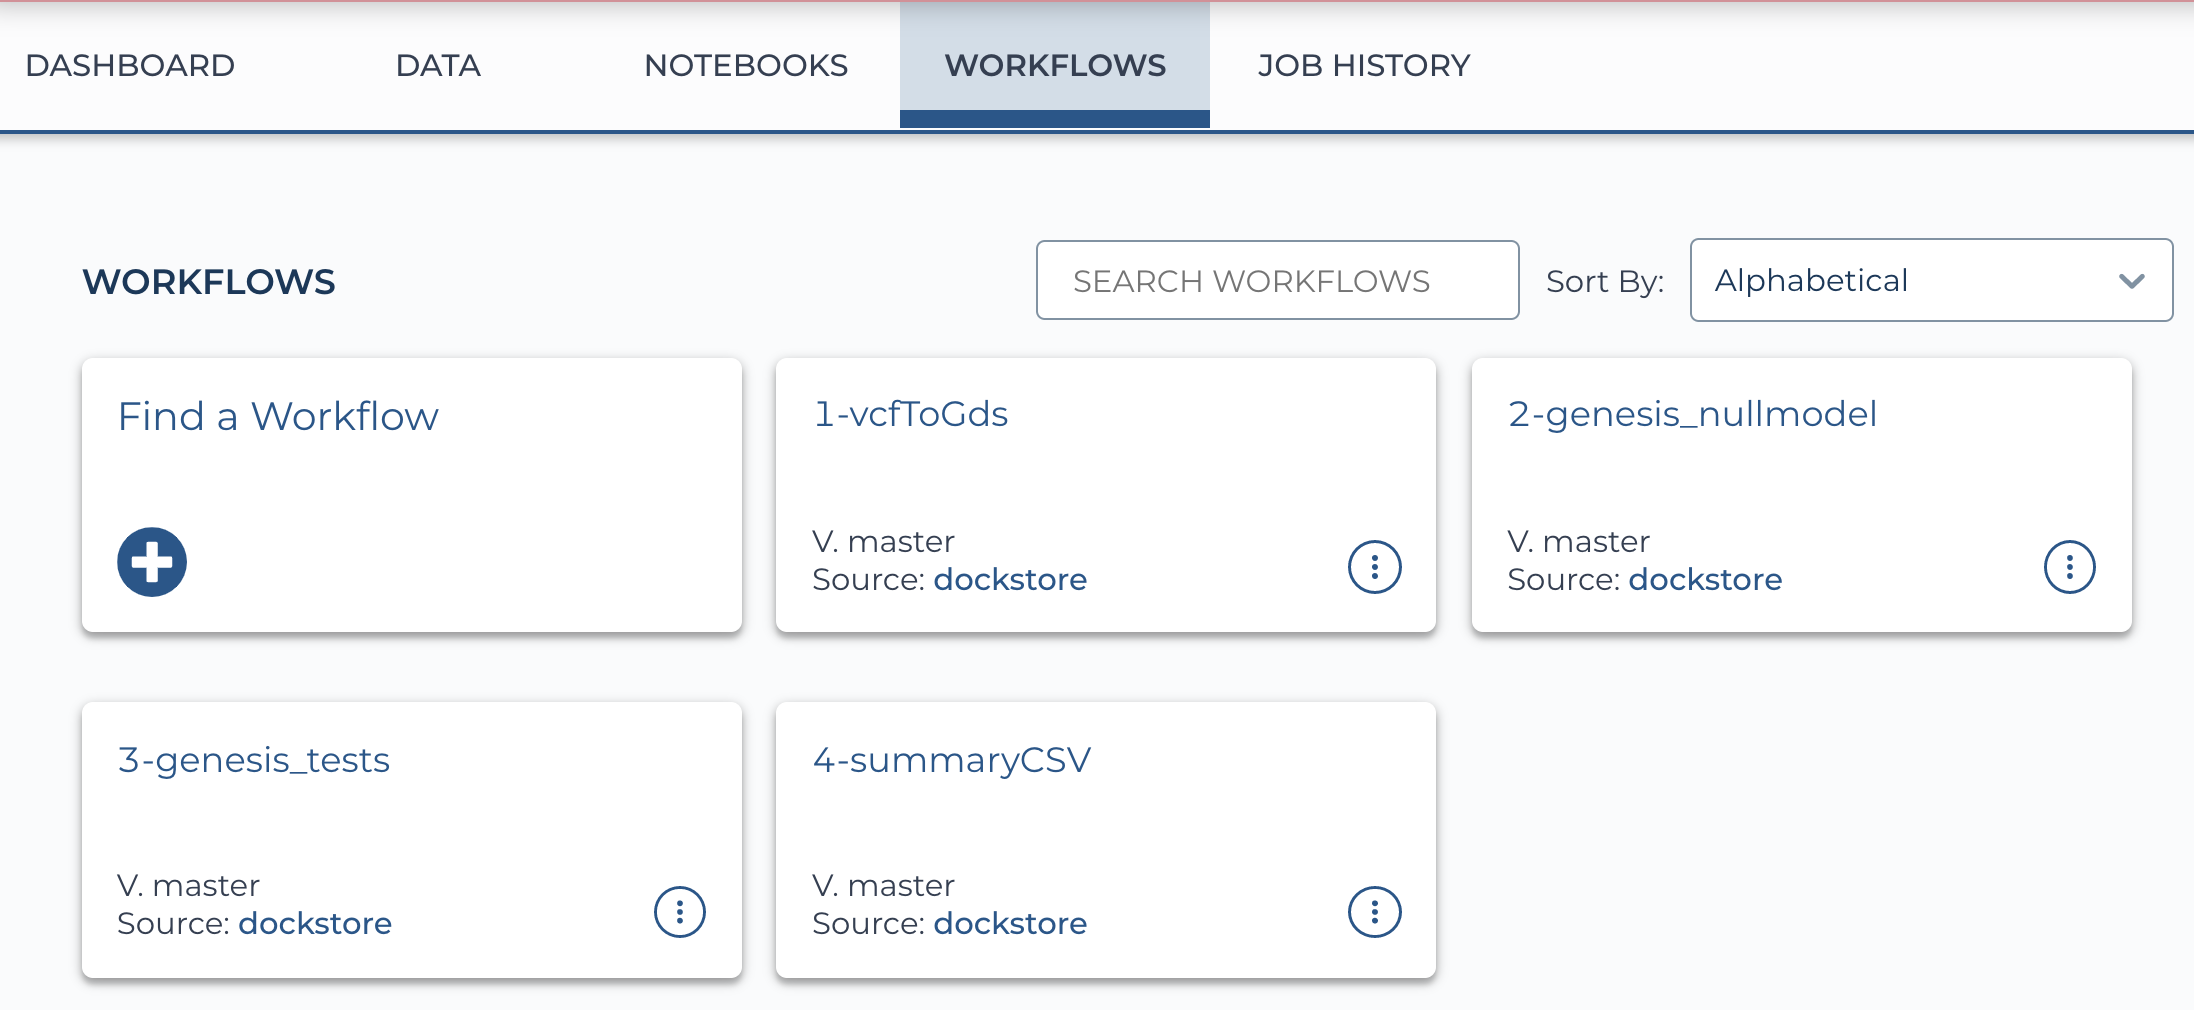 DASHBOARD DATA NOTEBOOKS WORKFLOWS JOB HISTORY
WORKFLOWS
SEARCH WORKFLOWS
Sort By:
Alphabetical
Find a Workflow
1-vcfToGds
V. master
Source: dockstore
2-genesis_nullmodel
V. master
Source: dockstore
3-genesis_tests
V. master
Source: dockstore
4-summaryCSV
V. master
Source: dockstore